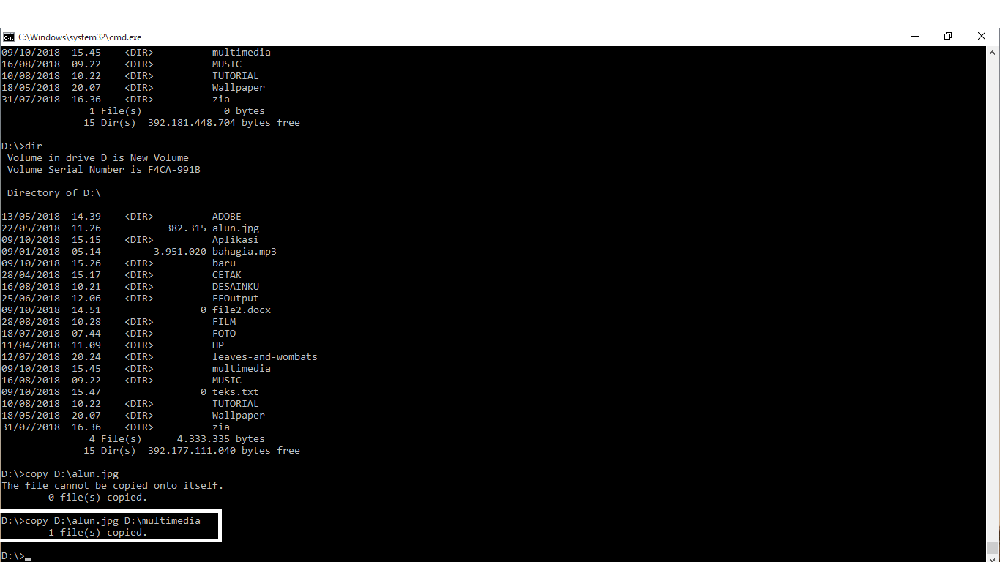 C:\Windows\system32\cmd.exe
09/10/2018  15.45    <DIR>          multimedia
16/08/2018  09.22    <DIR>          MUSIC
10/08/2018  10.22    <DIR>          TUTORIAL
18/05/2018  20.07    <DIR>          Wallpaper
31/07/2018  16.36    <DIR>          zia
               1 File(s)              0 bytes
              15 Dir(s)  392.181.448.704 bytes free
D:\>dir
 Volume in drive D is New Volume
 Volume Serial Number is F4CA-991B
 Directory of D:\
13/05/2018  14.39    <DIR>          ADOBE
22/05/2018  11.26           382.315 alun.jpg
09/10/2018  15.15    <DIR>          Aplikasi
09/01/2018  05.14         3.951.020 bahagia.mp3
09/10/2018  15.26    <DIR>          baru
28/04/2018  15.17    <DIR>          CETAK
16/08/2018  10.21    <DIR>          DESAINKU
25/06/2018  12.06    <DIR>          FFOutput
09/10/2018  14.51                 0 file2.docx
28/08/2018  10.28    <DIR>          FILM
18/07/2018  07.44    <DIR>          FOTO
11/04/2018  11.09    <DIR>          HP
12/07/2018  20.24    <DIR>          leaves-and-wombats
09/10/2018  15.45    <DIR>          multimedia
16/08/2018  09.22    <DIR>          MUSIC
09/10/2018  15.47                 0 teks.txt
10/08/2018  10.22    <DIR>          TUTORIAL
18/05/2018  20.07    <DIR>          Wallpaper
31/07/2018  16.36    <DIR>          zia
               4 File(s)      4.333.335 bytes
              15 Dir(s)  392.177.111.040 bytes free
D:\>copy D:\alun.jpg
The file cannot be copied onto itself.
        0 file(s) copied.
D:\>copy D:\alun.jpg D:\multimedia
        1 file(s) copied.
D:\>